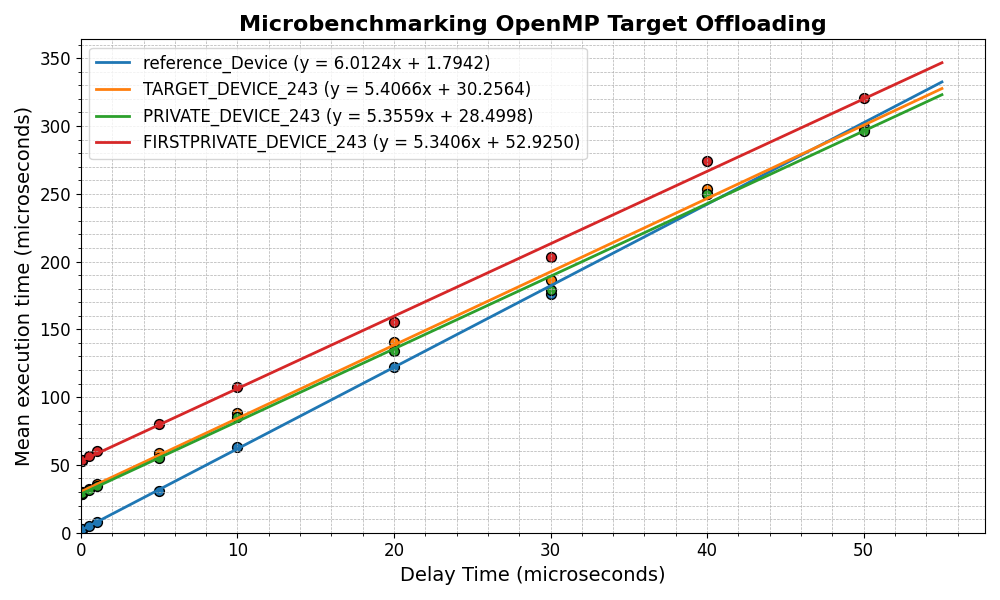 Microbenchmarking OpenMP Target Offloading
reference_Device (y = 6.0124x + 1.7942)
TARGET_DEVICE_243 (y = 5.4066x + 30.2564)
PRIVATE_DEVICE_243 (y = 5.3559x + 28.4998)
FIRSTPRIVATE_DEVICE_243 (y = 5.3406x + 52.9250)
Mean execution time (microseconds)
350
300
250
200
150
100
50
0
0 10 20 30 40 50
Delay Time (microseconds)